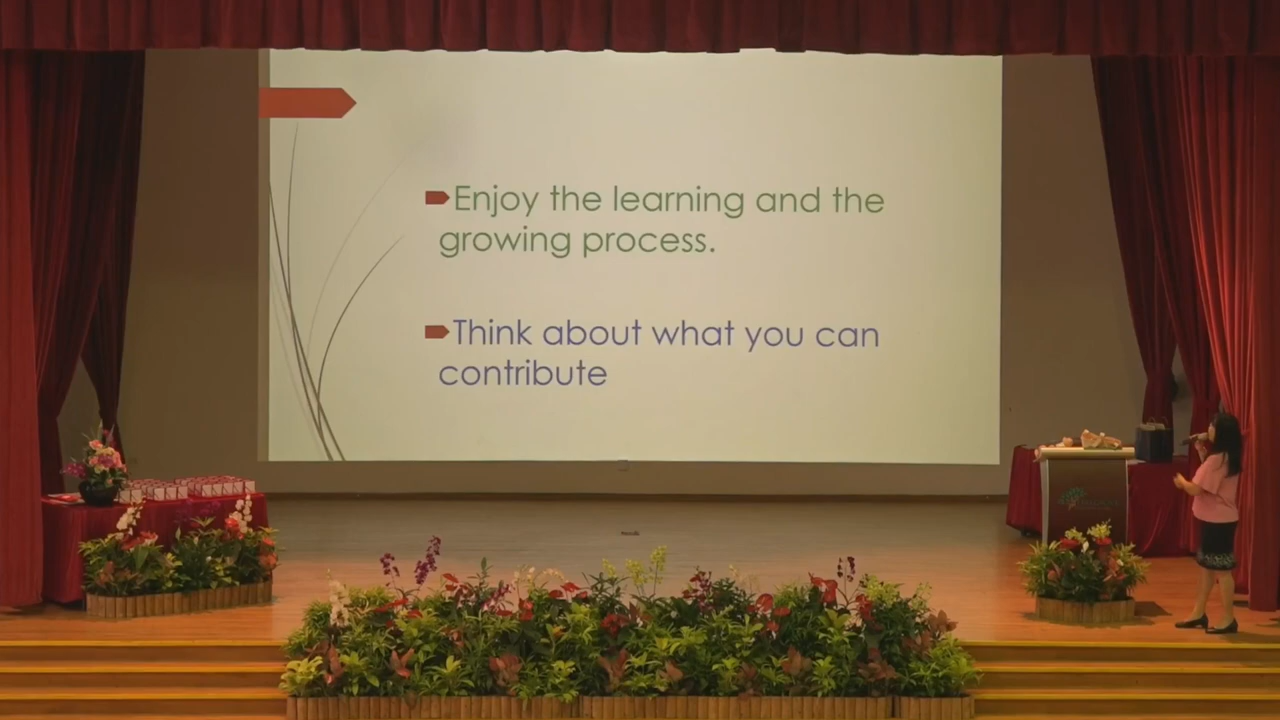 Enjoy the learning and the
growing process.
Think about what you can
contribute